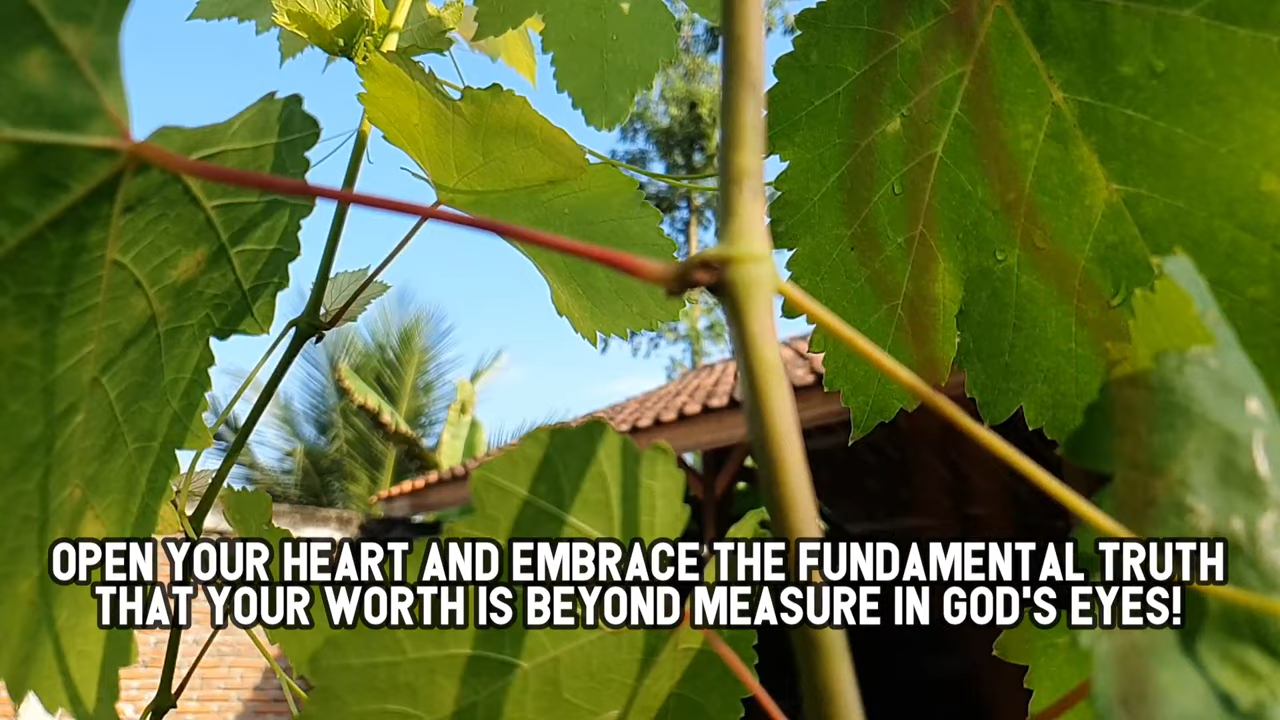 OPEN YOUR HEART AND EMBRACE THE FUNDAMENTAL TRUTH
THAT YOUR WORTH IS BEYOND MEASURE IN GOD'S EYES!